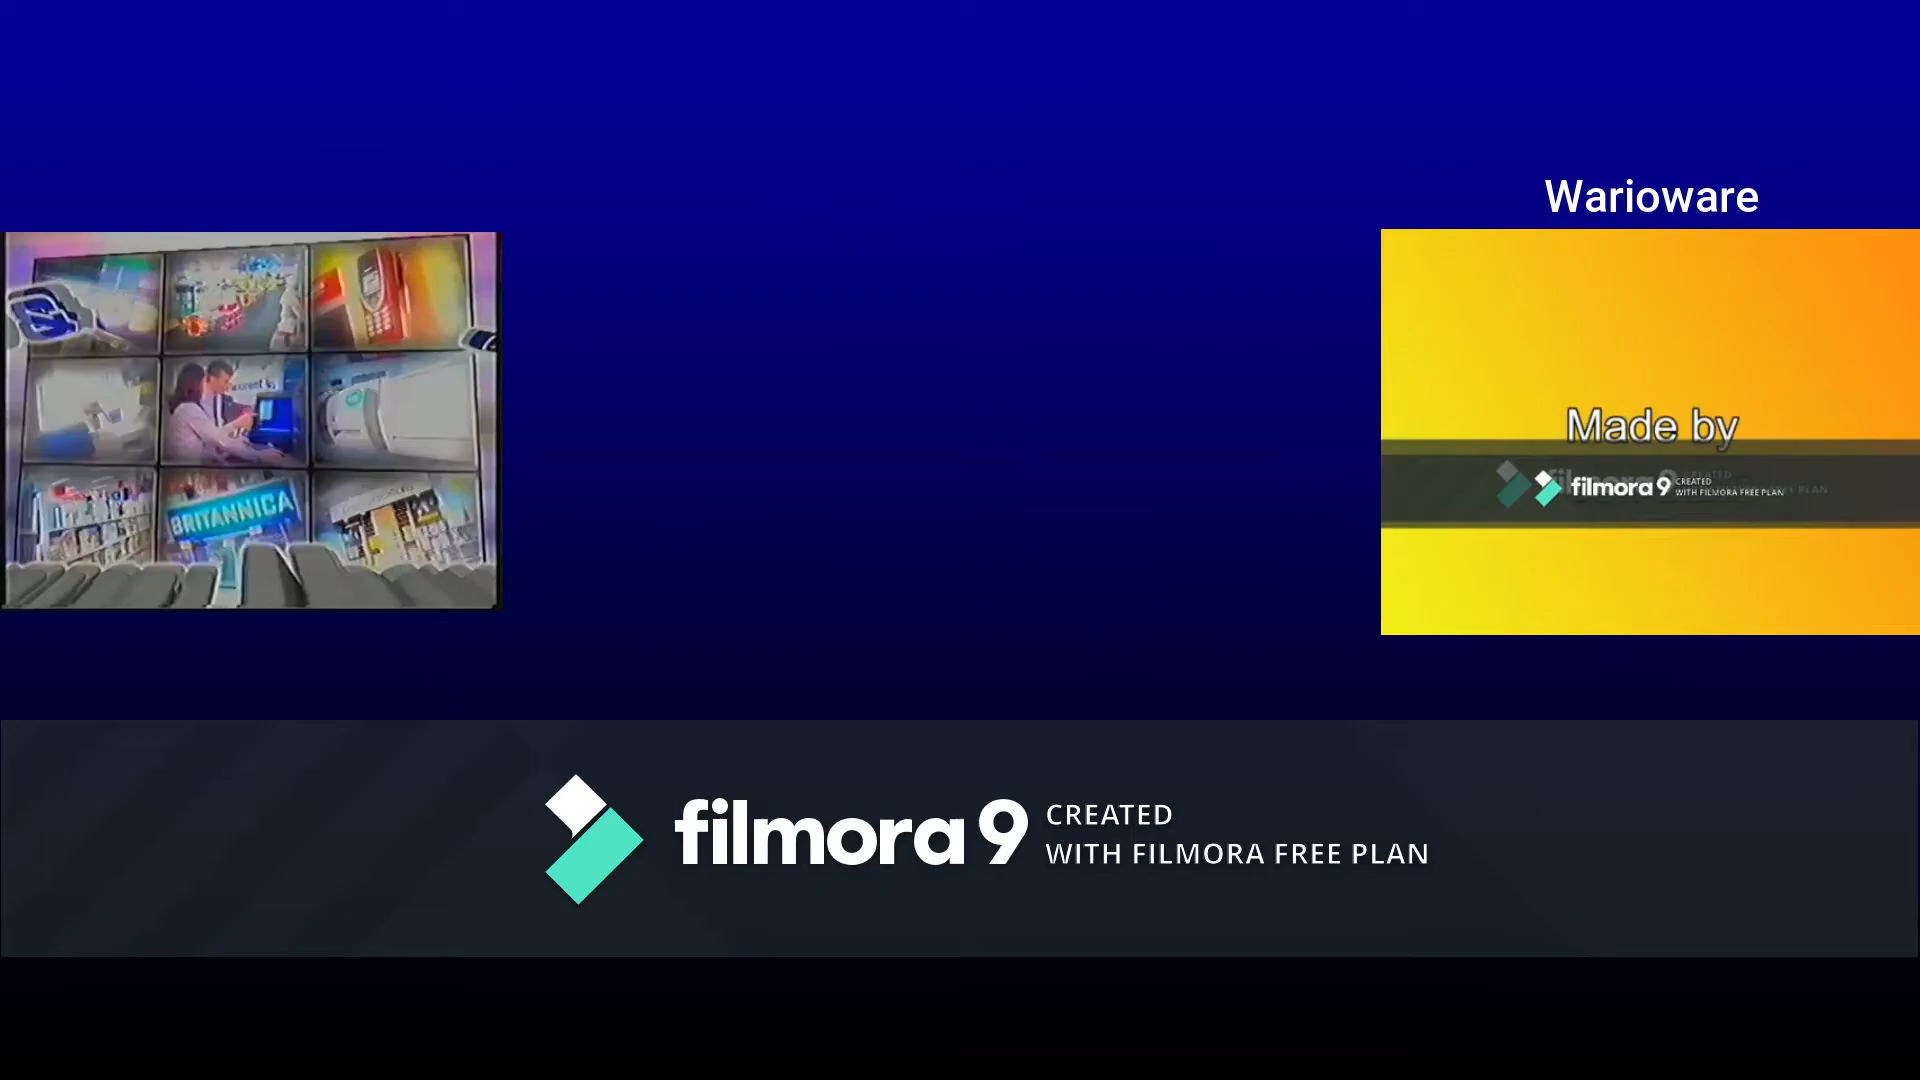 Warioware
BRITANNICA
Made by
filmora 9 CREATED
WITH FILMORA FREE PLAN
filmora 9 CREATED
WITH FILMORA FREE PLAN